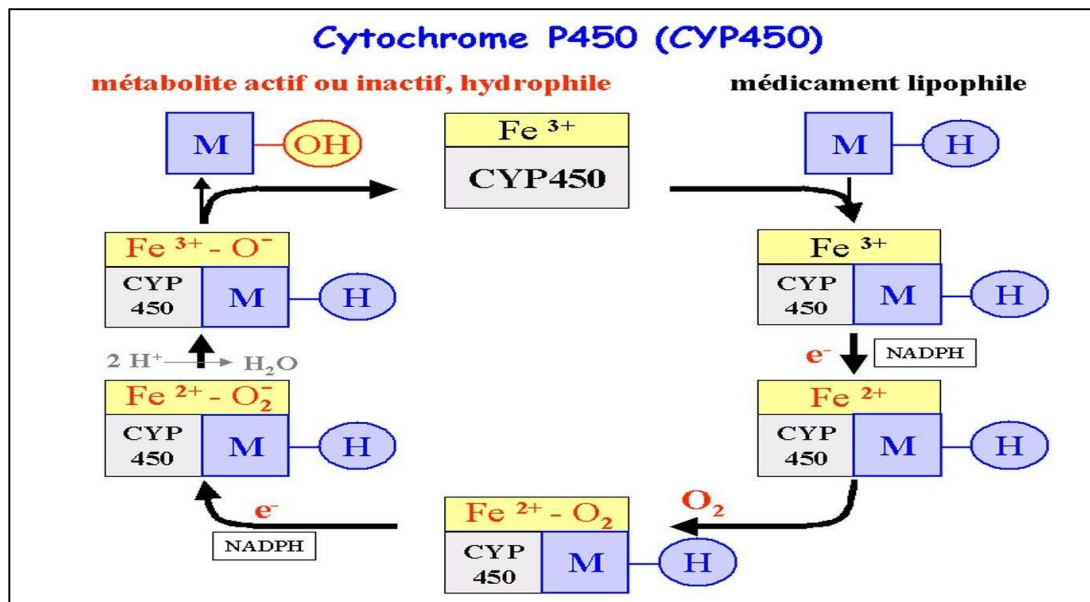 Cytochrome P450 (CYP450)
métabolite actif ou inactif, hydrophile
médicament lipophile
M
OH
Fe ³⁺
CYP450
M
H
Fe ³⁺ - O⁻
CYP
450
M
H
Fe ³⁺
CYP
450
M
H
2 H⁺
H₂O
e⁻
NADPH
Fe ²⁺ - O₂⁻
CYP
450
M
H
Fe ²⁺
CYP
450
M
H
e⁻
NADPH
Fe ²⁺ - O₂
CYP
450
M
H
O₂